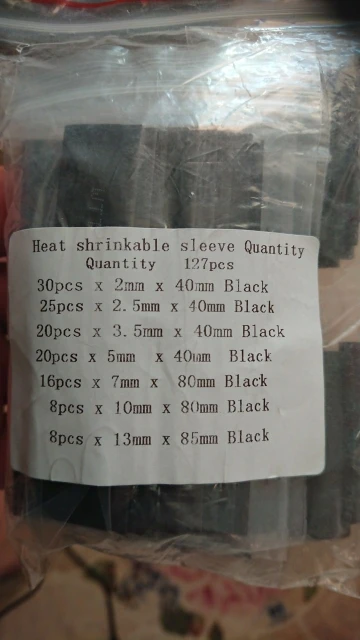 Heat shrinkable sleeve Quantity
Quantity 127pcs
30pcs x 2mm x 40mm Black
25pcs x 2.5mm x 40mm Black
20pcs x 3.5mm x 40mm Black
20pcs x 5mm x 40mm Black
16pcs x 7mm x 80mm Black
8pcs x 10mm x 80mm Black
8pcs x 13mm x 85mm Black